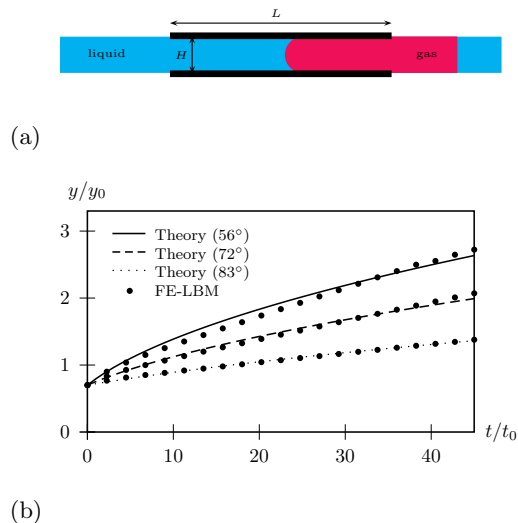 L
liquid
H
gas
(a)
y/y₀
3
2
1
0
Theory (56°)
Theory (72°)
Theory (83°)
FE-LBM
0
10
20
30
40
t/t₀
(b)